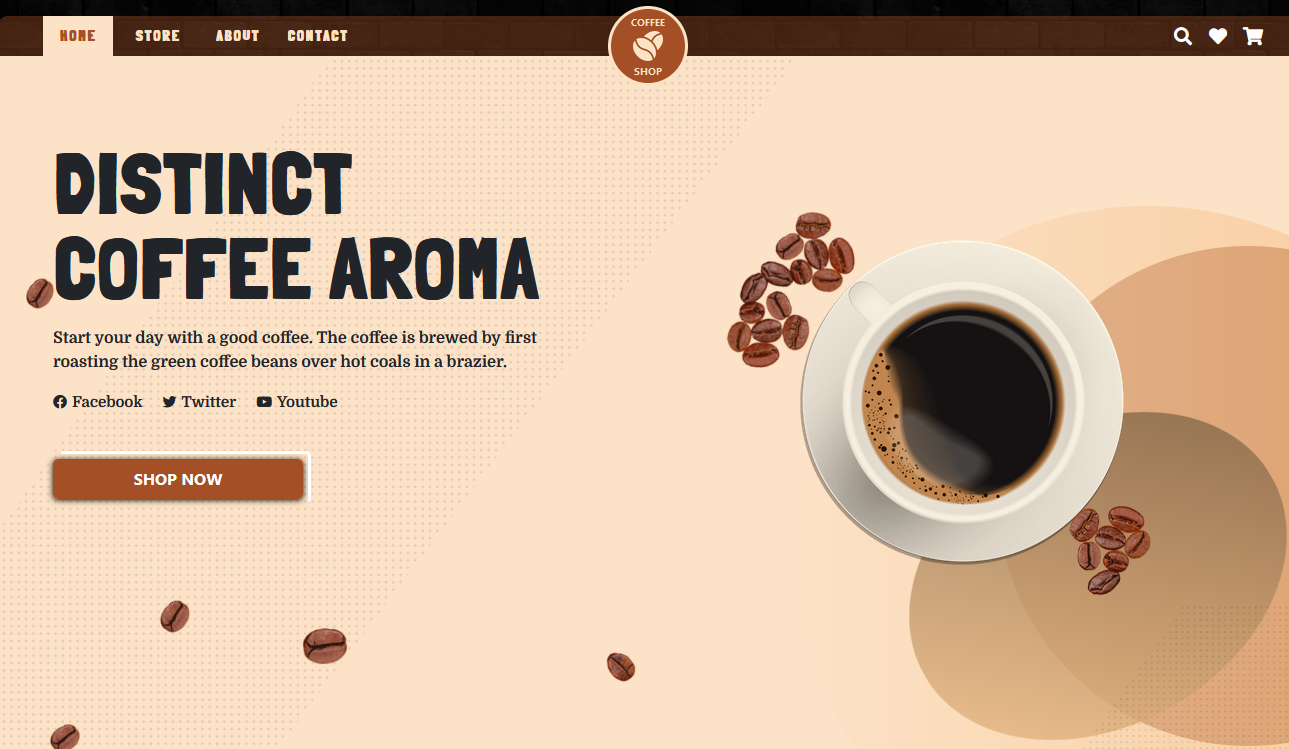 HOME STORE ABOUT CONTACT
COFFEE
SHOP
DISTINCT
COFFEE AROMA
Start your day with a good coffee. The coffee is brewed by first
roasting the green coffee beans over hot coals in a brazier.
Facebook Twitter Youtube
SHOP NOW